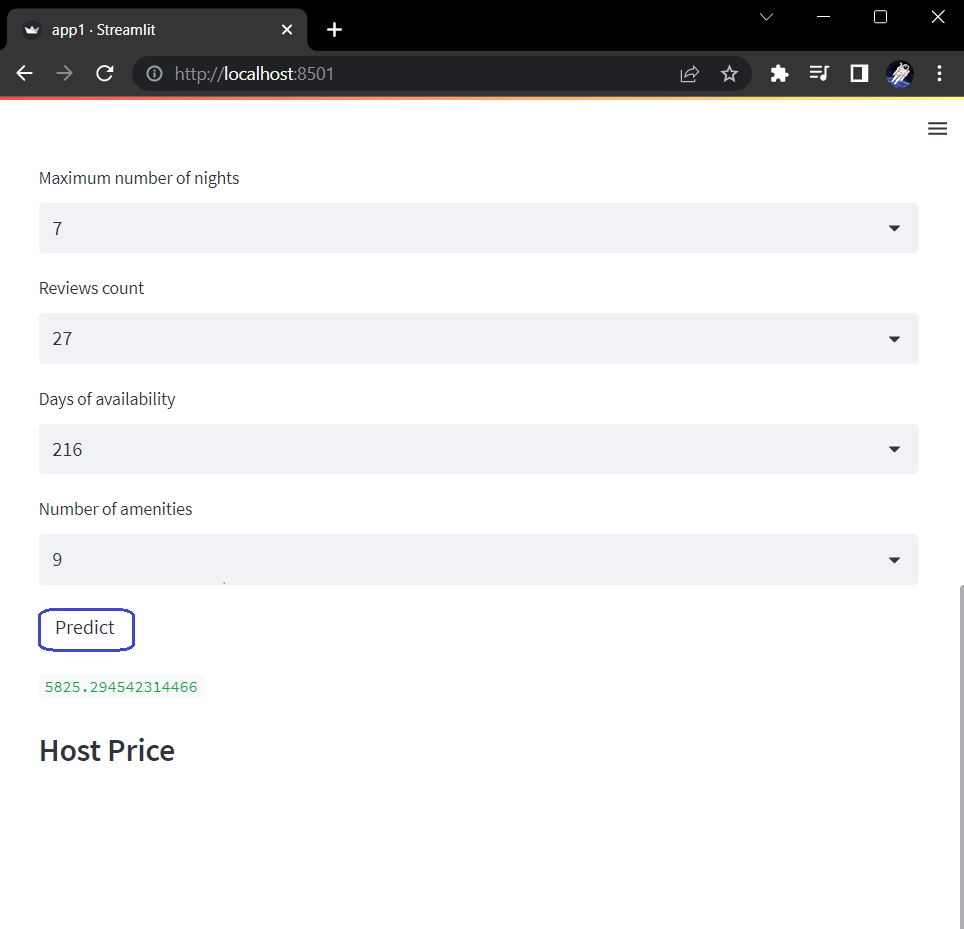 app1 · Streamlit
http://localhost:8501
Maximum number of nights
7
Reviews count
27
Days of availability
216
Number of amenities
9
Predict
5825.294542314466
Host Price